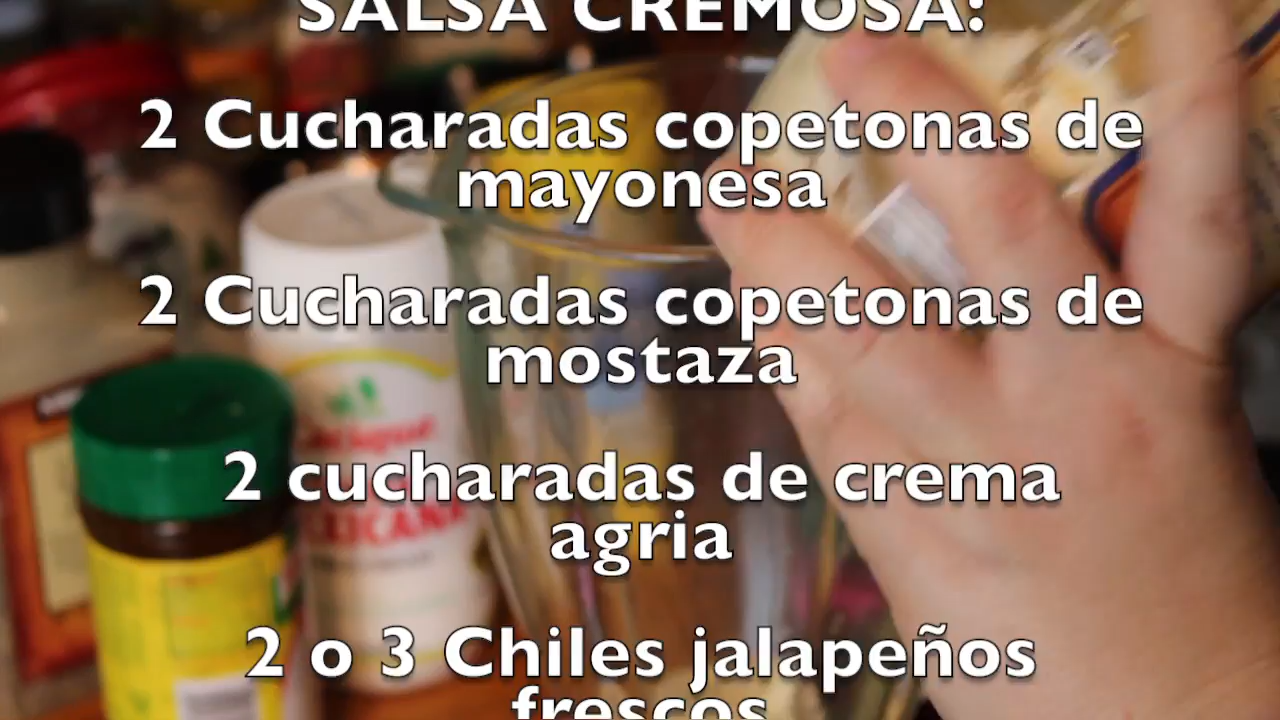 SALSA CREMOSA:
2 Cucharadas copetonas de
mayonesa
2 Cucharadas copetonas de
mostaza
2 cucharadas de crema
agria
2 o 3 Chiles jalapeños
frescos